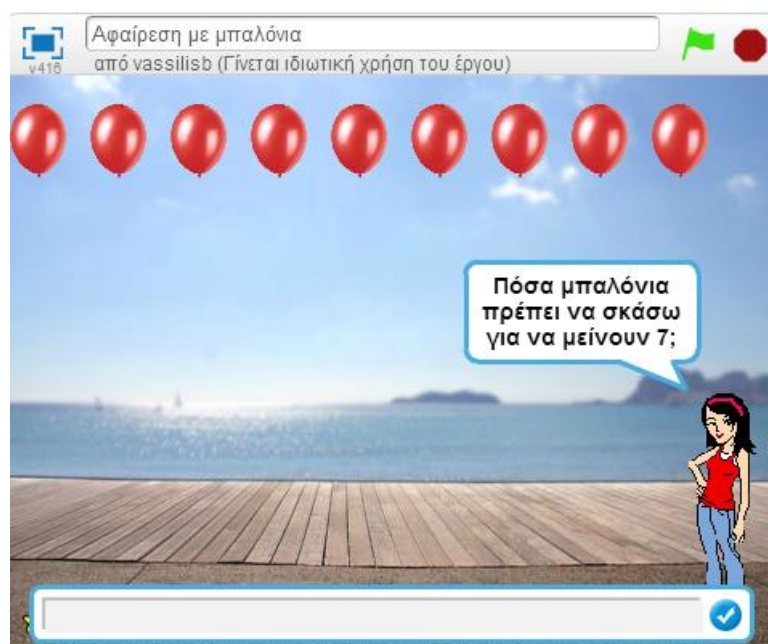 Αφαίρεση με μπαλόνια
v416
από vassilisb (Γίνεται ιδιωτική χρήση του έργου)
Πόσα μπαλόνια
πρέπει να σκάσω
για να μείνουν 7;